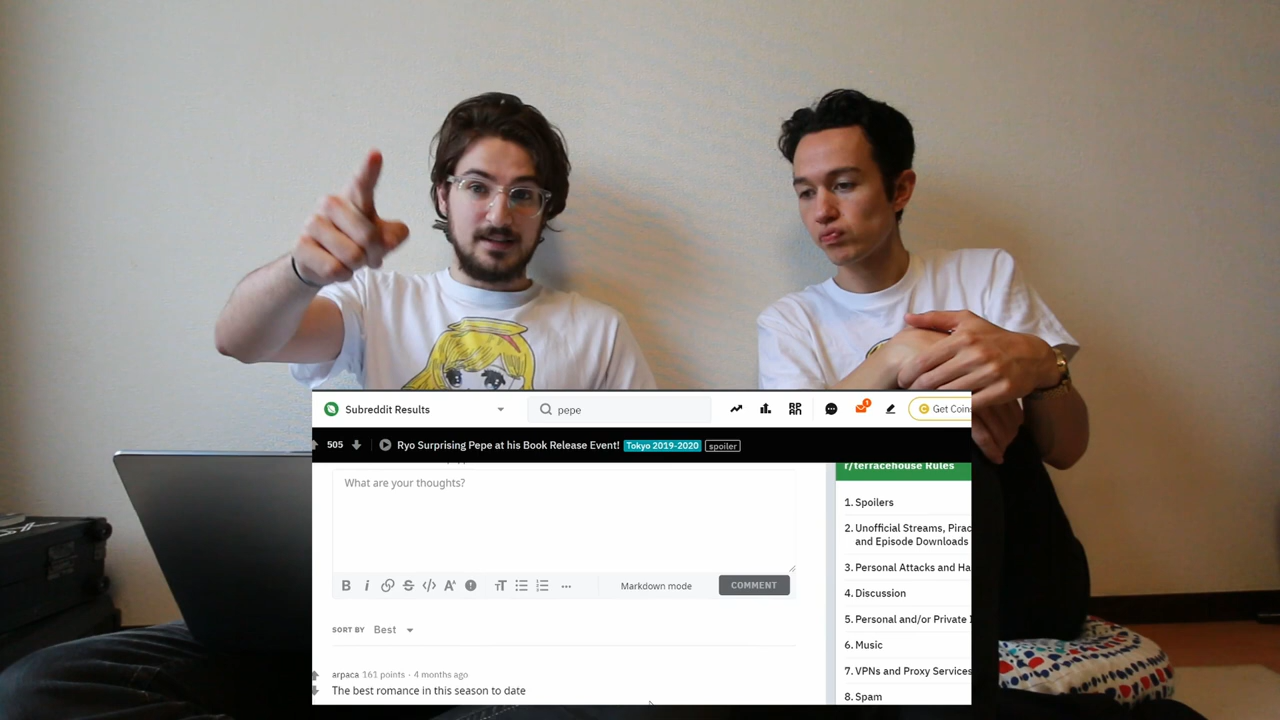 Subreddit Results
pepe
1
Get Coin
505
Ryo Surprising Pepe at his Book Release Event! Tokyo 2019-2020 spoiler
r/terracehouse Rules
What are your thoughts?
1. Spoilers
2. Unofficial Streams, Pirac
and Episode Downloads
3. Personal Attacks and Ha
4. Discussion
5. Personal and/or Private
6. Music
7. VPNs and Proxy Services
8. Spam
B i S </> A T ...
Markdown mode
COMMENT
SORT BY Best
arpaca 161 points · 4 months ago
The best romance in this season to date